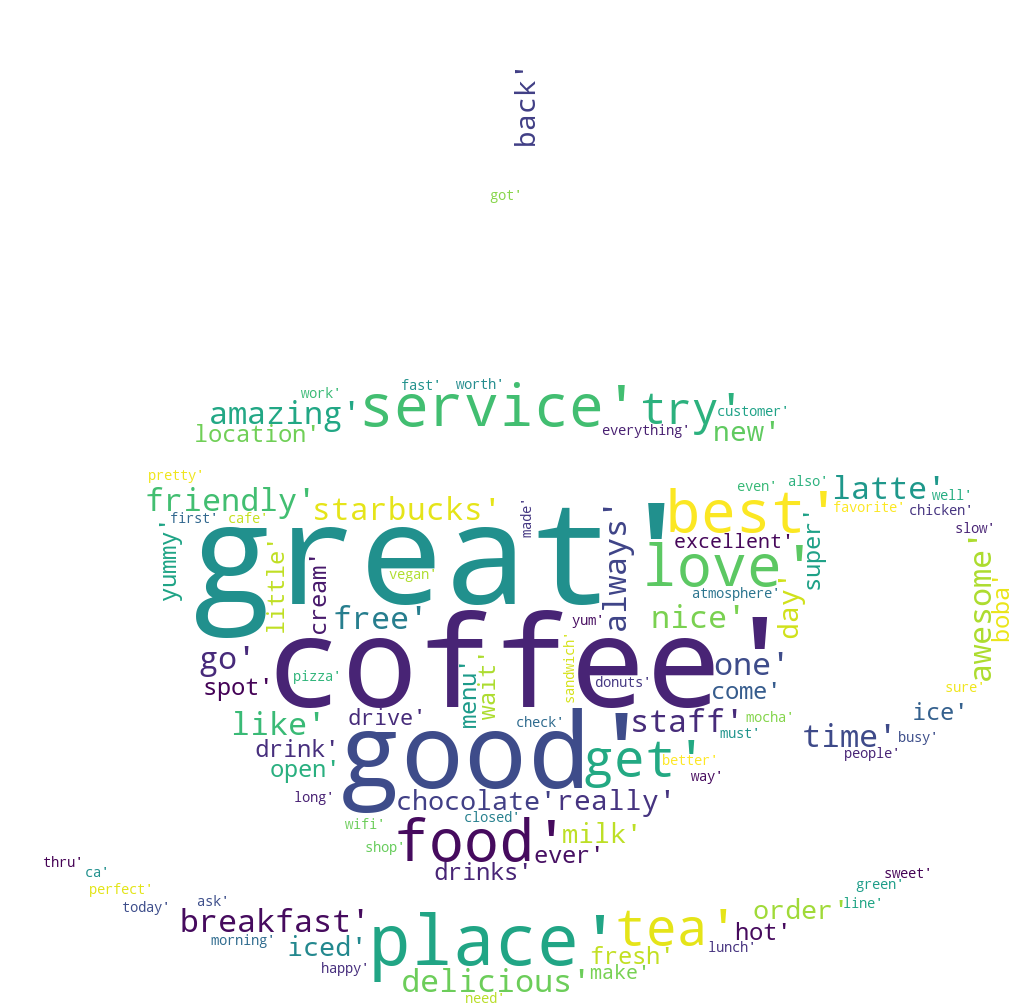 back'
got'
work'
fast'
worth'
amazing'
service'
try'
customer'
location'
everything'
new'
pretty'
friendly'
starbucks'
made'
always'
best'
even'
also'
latte'
well'
first'
cafe'
favorite'
chicken'
slow'
yummy'
great'
little'
cream'
vegan'
love'
excellent'
super'
atmosphere'
day'
awesome'
boba'
free'
yum'
nice'
coffee'
go'
spot'
pizza'
menu'
wait'
sandwich'
donuts'
one'
come'
sure'
like'
drive'
check'
staff'
mocha'
must'
ice'
drink'
open'
good'
get'
better'
way'
time'
busy'
people'
long'
chocolate'
really'
wifi'
closed'
shop'
food'
ever'
milk'
drinks'
thru'
ca'
perfect'
today'
ask'
sweet'
green'
line'
breakfast'
place'
tea'
order'
morning'
iced'
hot'
lunch'
happy'
fresh'
delicious'
make'
need'